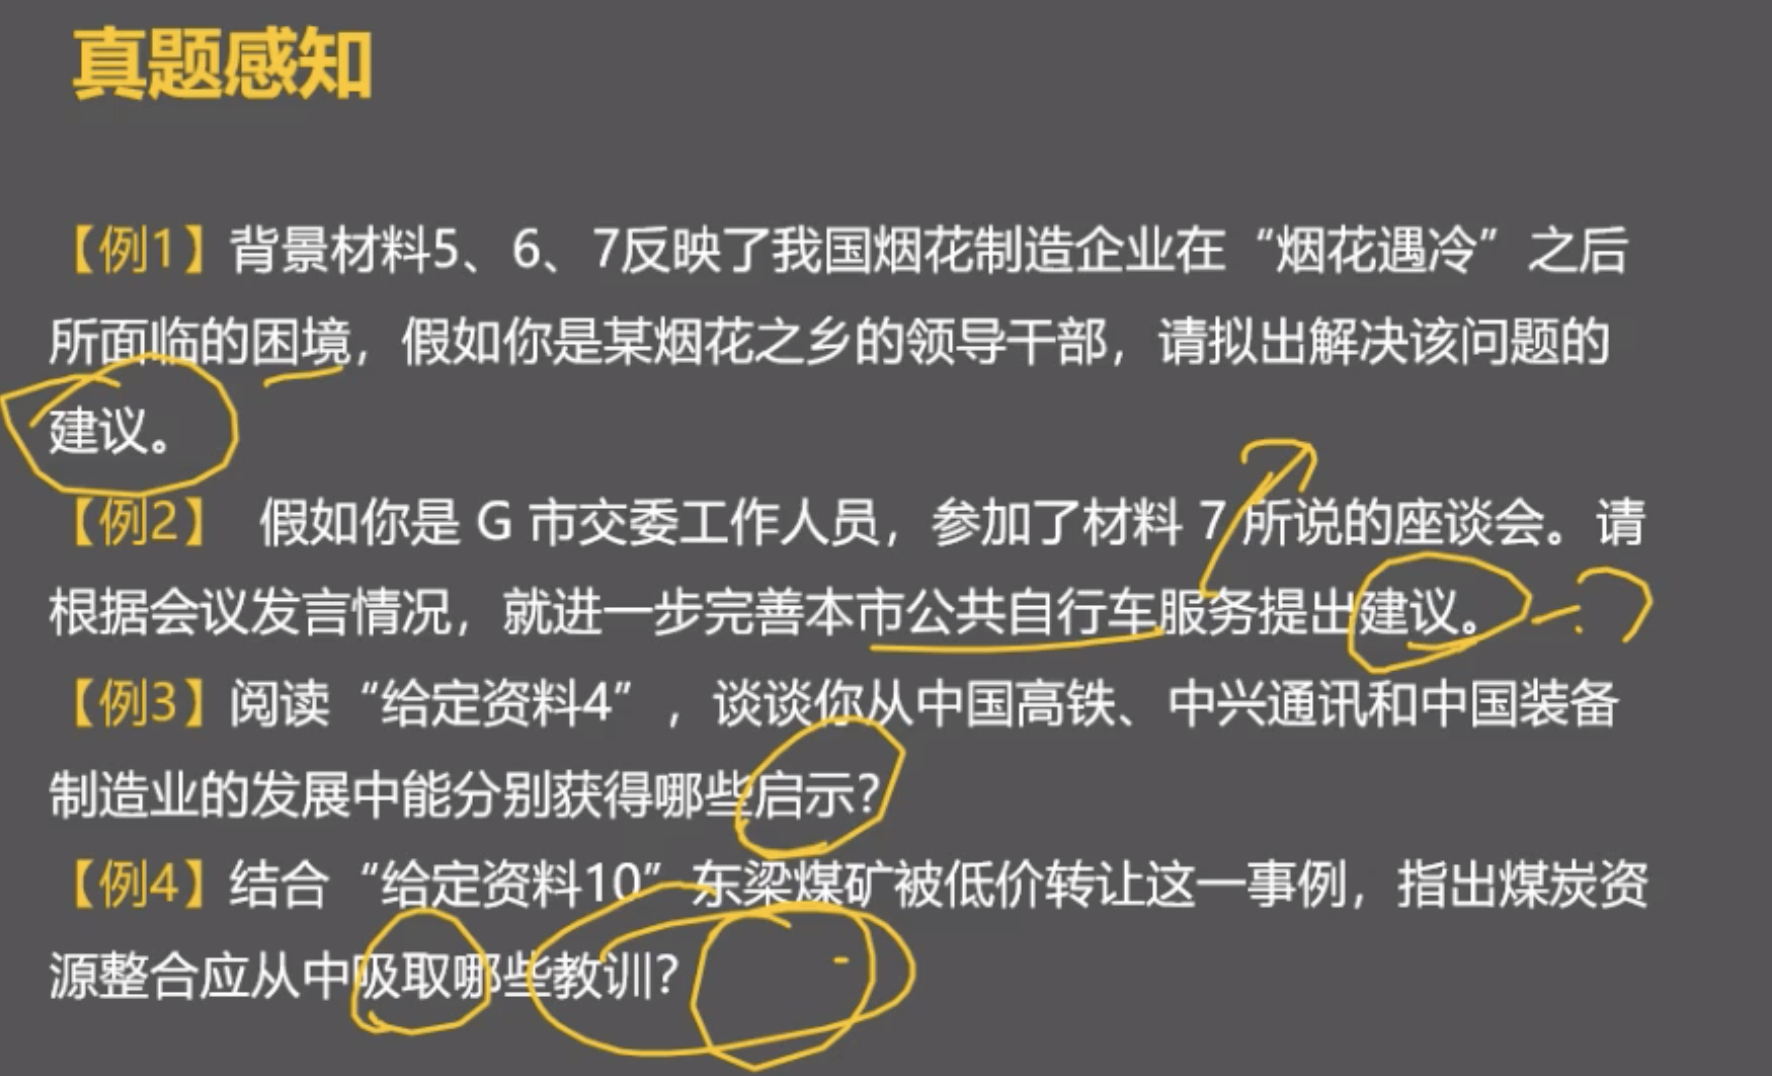 真题感知
【例1】背景材料5、6、7反映了我国烟花制造企业在“烟花遇冷”之后
所面临的困境，假如你是某烟花之乡的领导干部，请拟出解决该问题的
建议。
【例2】 假如你是 G 市交委工作人员，参加了材料 7 所说的座谈会。请
根据会议发言情况，就进一步完善本市公共自行车服务提出建议。
【例3】阅读“给定资料4”，谈谈你从中国高铁、中兴通讯和中国装备
制造业的发展中能分别获得哪些启示？
【例4】结合“给定资料10”东梁煤矿被低价转让这一事例，指出煤炭资
源整合应从中吸取哪些教训？